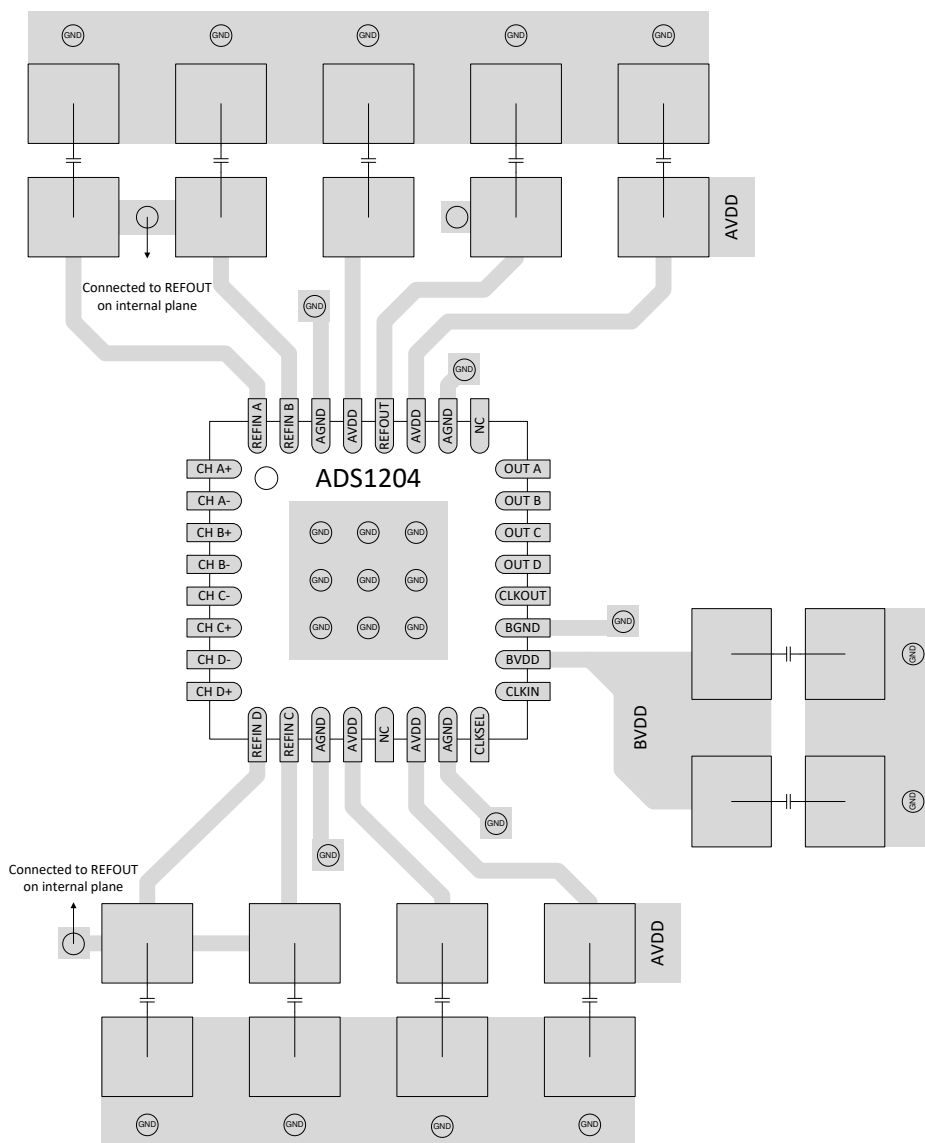 GND
GND
GND
GND
GND
AVDD
Connected to REFOUT
on internal plane
GND
GND
REFIN A
REFIN B
AGND
AVDD
REFOUT
AVDD
AGND
NC
ADS1204
CH A+
CH A-
CH B+
CH B-
CH C-
CH C+
CH D-
CH D+
GND
GND
GND
GND
GND
GND
GND
GND
GND
OUT A
OUT B
OUT C
OUT D
CLKOUT
BGND
BVDD
CLKIN
GND
GND
BVDD
GND
REFIN D
REFIN C
AGND
AVDD
NC
AVDD
AGND
CLKSEL
GND
GND
Connected to REFOUT
on internal plane
AVDD
GND
GND
GND
GND